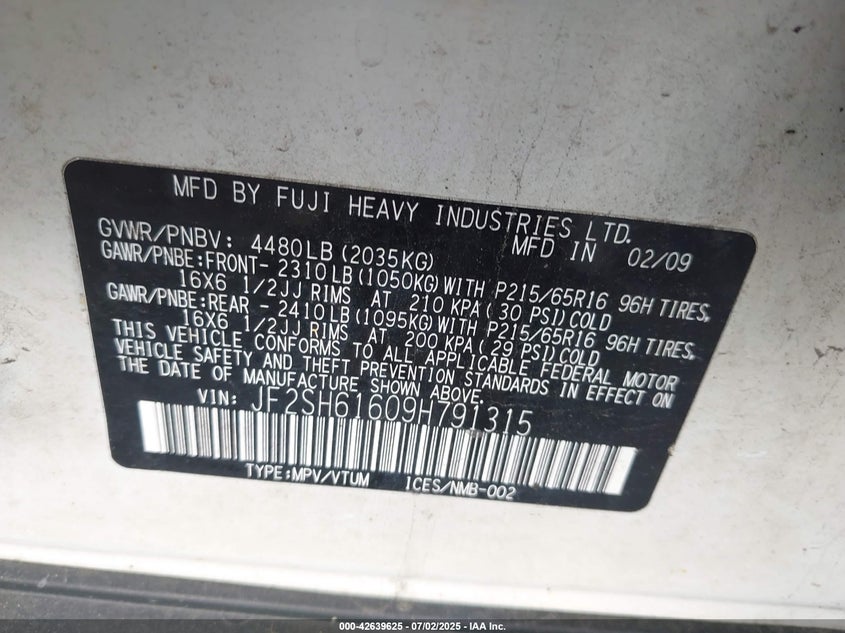 MFD BY FUJI HEAVY INDUSTRIES LTD.
MFD IN 02/09
GVWR/PNBV: 4480LB(2035KG)
GAWR/PNBE:FRONT- 2310LB(1050KG)WITH P215/65R16 96H TIRES,
16X6 1/2JJ RIMS AT 210 KPA( 30 PSI)COLD
GAWR/PNBE:REAR - 2410LB(1095KG)WITH P215/65R16 96H TIRES,
16X6 1/2JJ RIMS AT 200 KPA( 29 PSI)COLD
THIS VEHICLE CONFORMS TO ALL APPLICABLE FEDERAL MOTOR
VEHICLE SAFETY AND THEFT PREVENTION STANDARDS IN EFFECT ON
THE DATE OF MANUFACTURE SHOWN ABOVE.
VIN: JF2SH61609H791315
TYPE:MPV/VTUM ICES/NMB-002
000-42639625 - 07/02/2025 - IAA Inc.